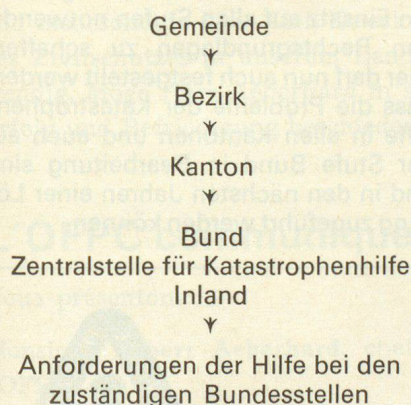 Gemeinde
Bezirk
Kanton
Bund
Zentralstelle für Katastrophenhilfe
Inland
Anforderungen der Hilfe bei den
zuständigen Bundesstellen